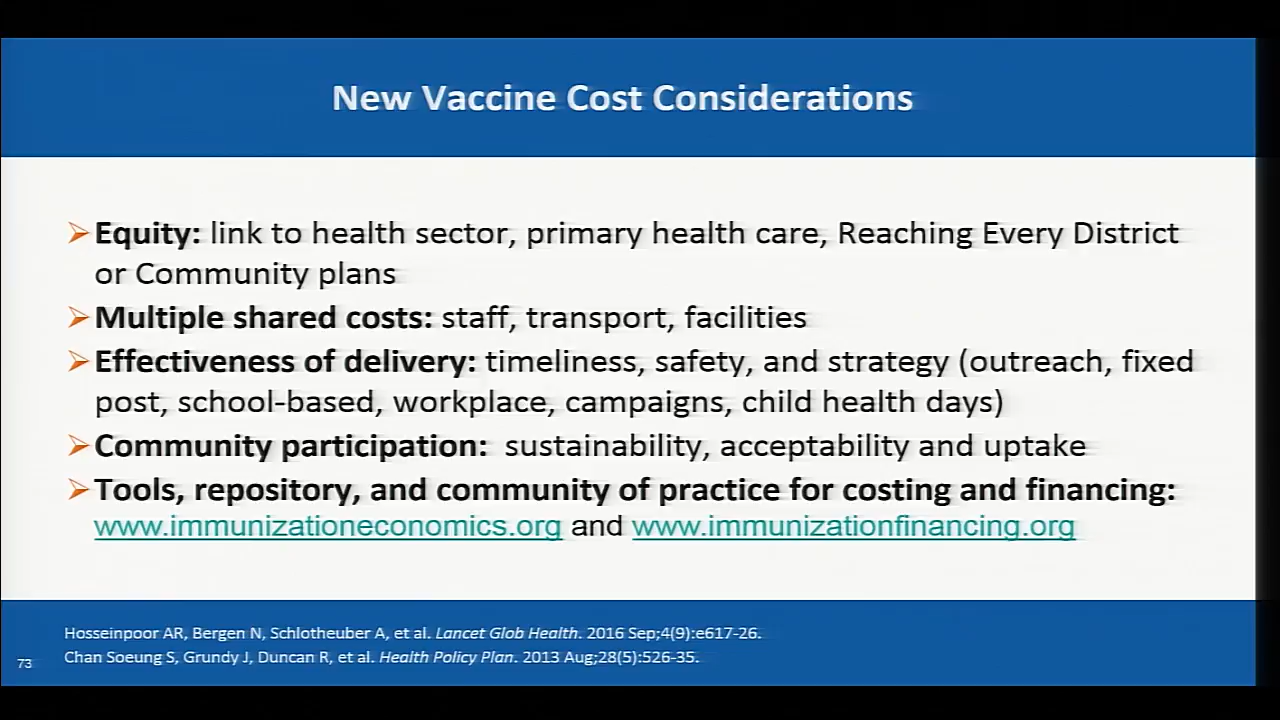 New Vaccine Cost Considerations
Equity: link to health sector, primary health care, Reaching Every District
or Community plans
Multiple shared costs: staff, transport, facilities
Effectiveness of delivery: timeliness, safety, and strategy (outreach, fixed
post, school-based, workplace, campaigns, child health days)
Community participation: sustainability, acceptability and uptake
Tools, repository, and community of practice for costing and financing:
www.immunizationeconomics.org and www.immunizationfinancing.org
Hosseinpoor AR, Bergen N, Schlotheuber A, et al. Lancet Glob Health. 2016 Sep;4(9):e617-26.
Chan Soeung S, Grundy J, Duncan R, et al. Health Policy Plan. 2013 Aug;28(5):526-35.
73